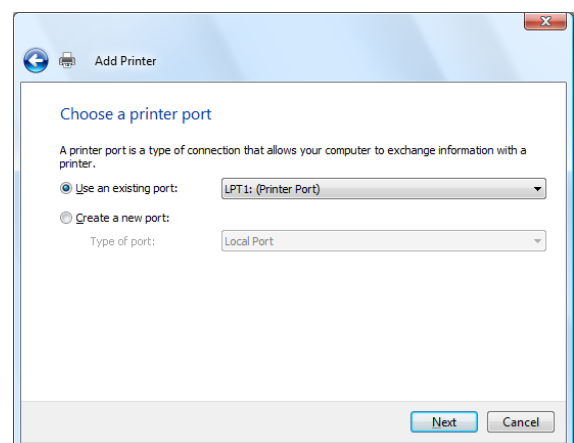 Add Printer
Choose a printer port
A printer port is a type of connection that allows your computer to exchange information with a
printer.
Use an existing port: LPT1: (Printer Port)
Create a new port:
Type of port: Local Port
Next Cancel